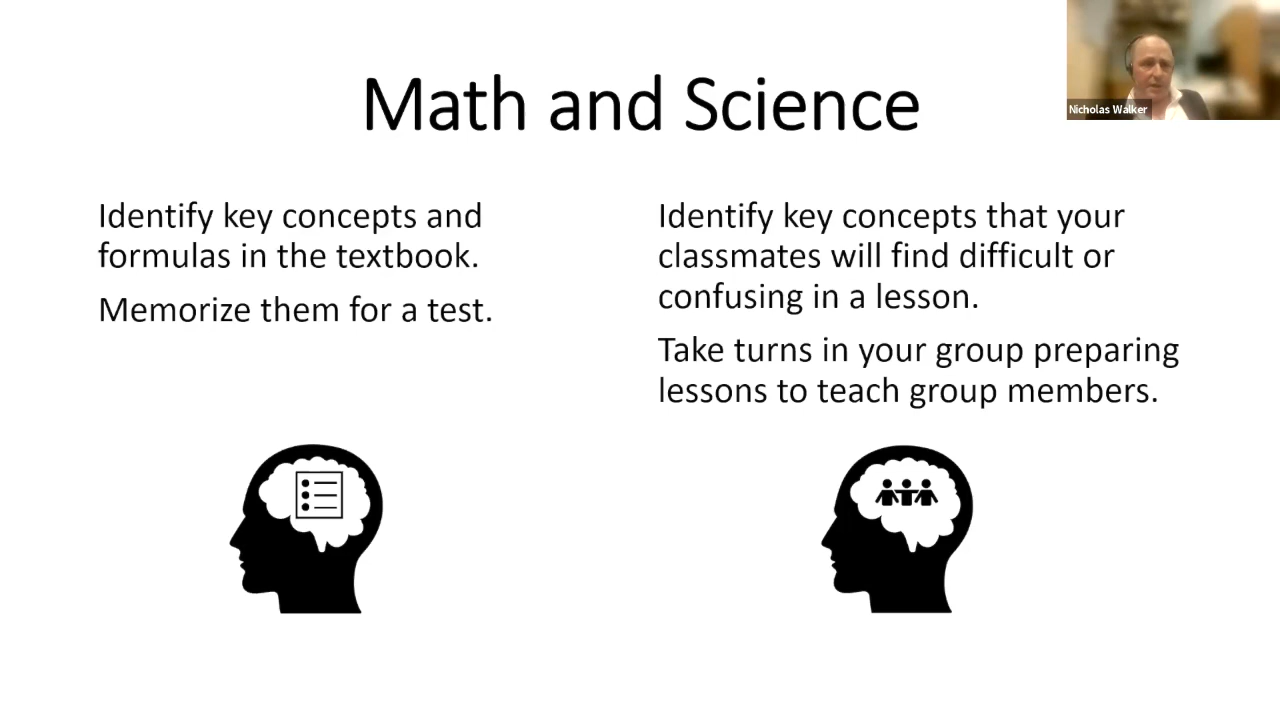 Math and Science
Nicholas Walker
Identify key concepts and
formulas in the textbook.
Memorize them for a test.
Identify key concepts that your
classmates will find difficult or
confusing in a lesson.
Take turns in your group preparing
lessons to teach group members.